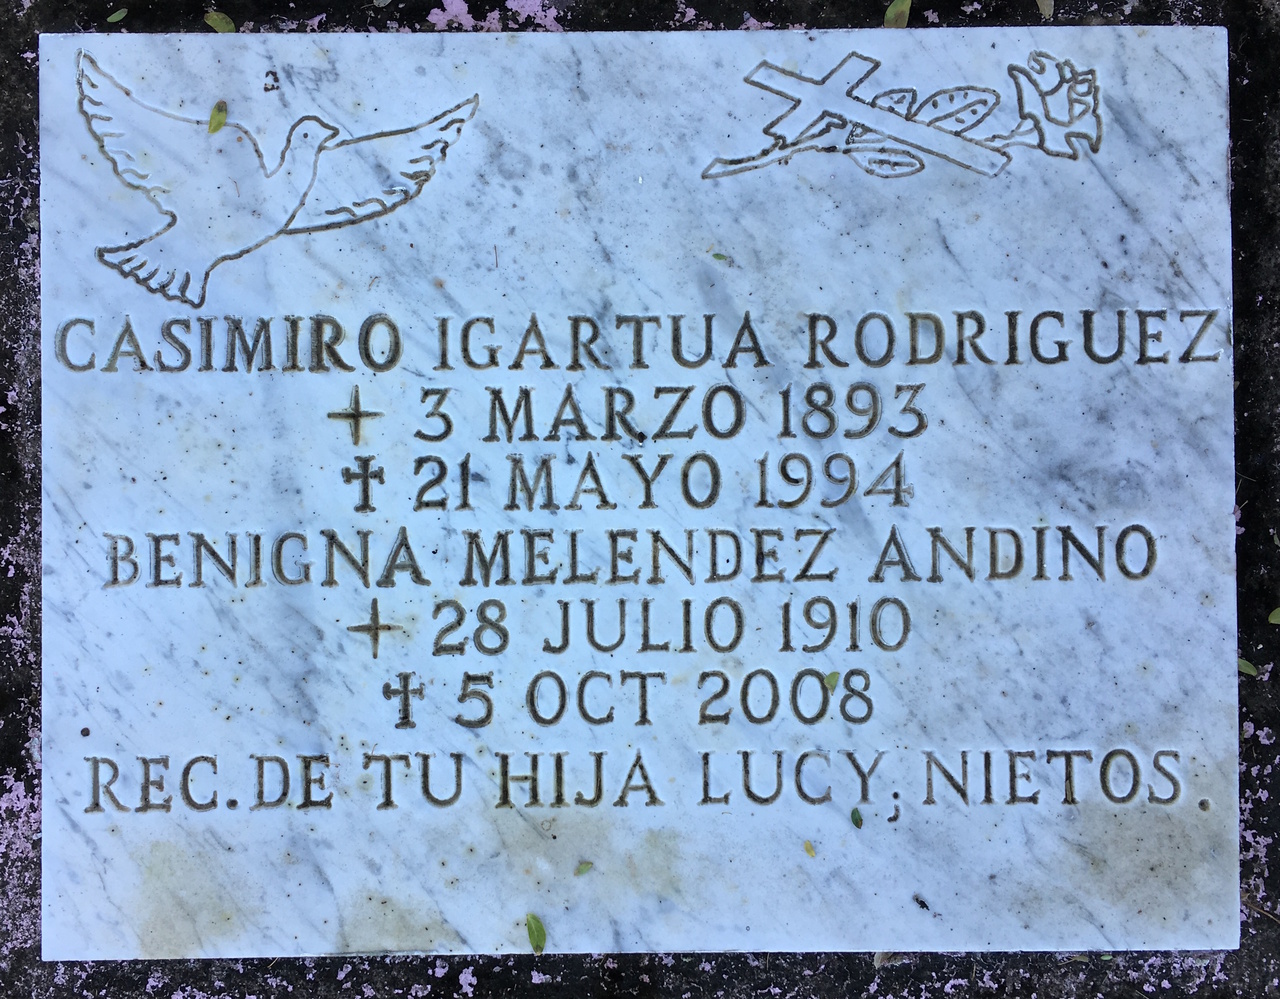 CASIMIRO IGARTUA RODRIGUEZ
+ 3 MARZO 1893
✝ 21 MAYO 1994
BENIGNA MELENDEZ ANDINO
+ 28 JULIO 1910
✝ 5 OCT 2008
REC. DE TU HIJA LUCY; NIETOS.